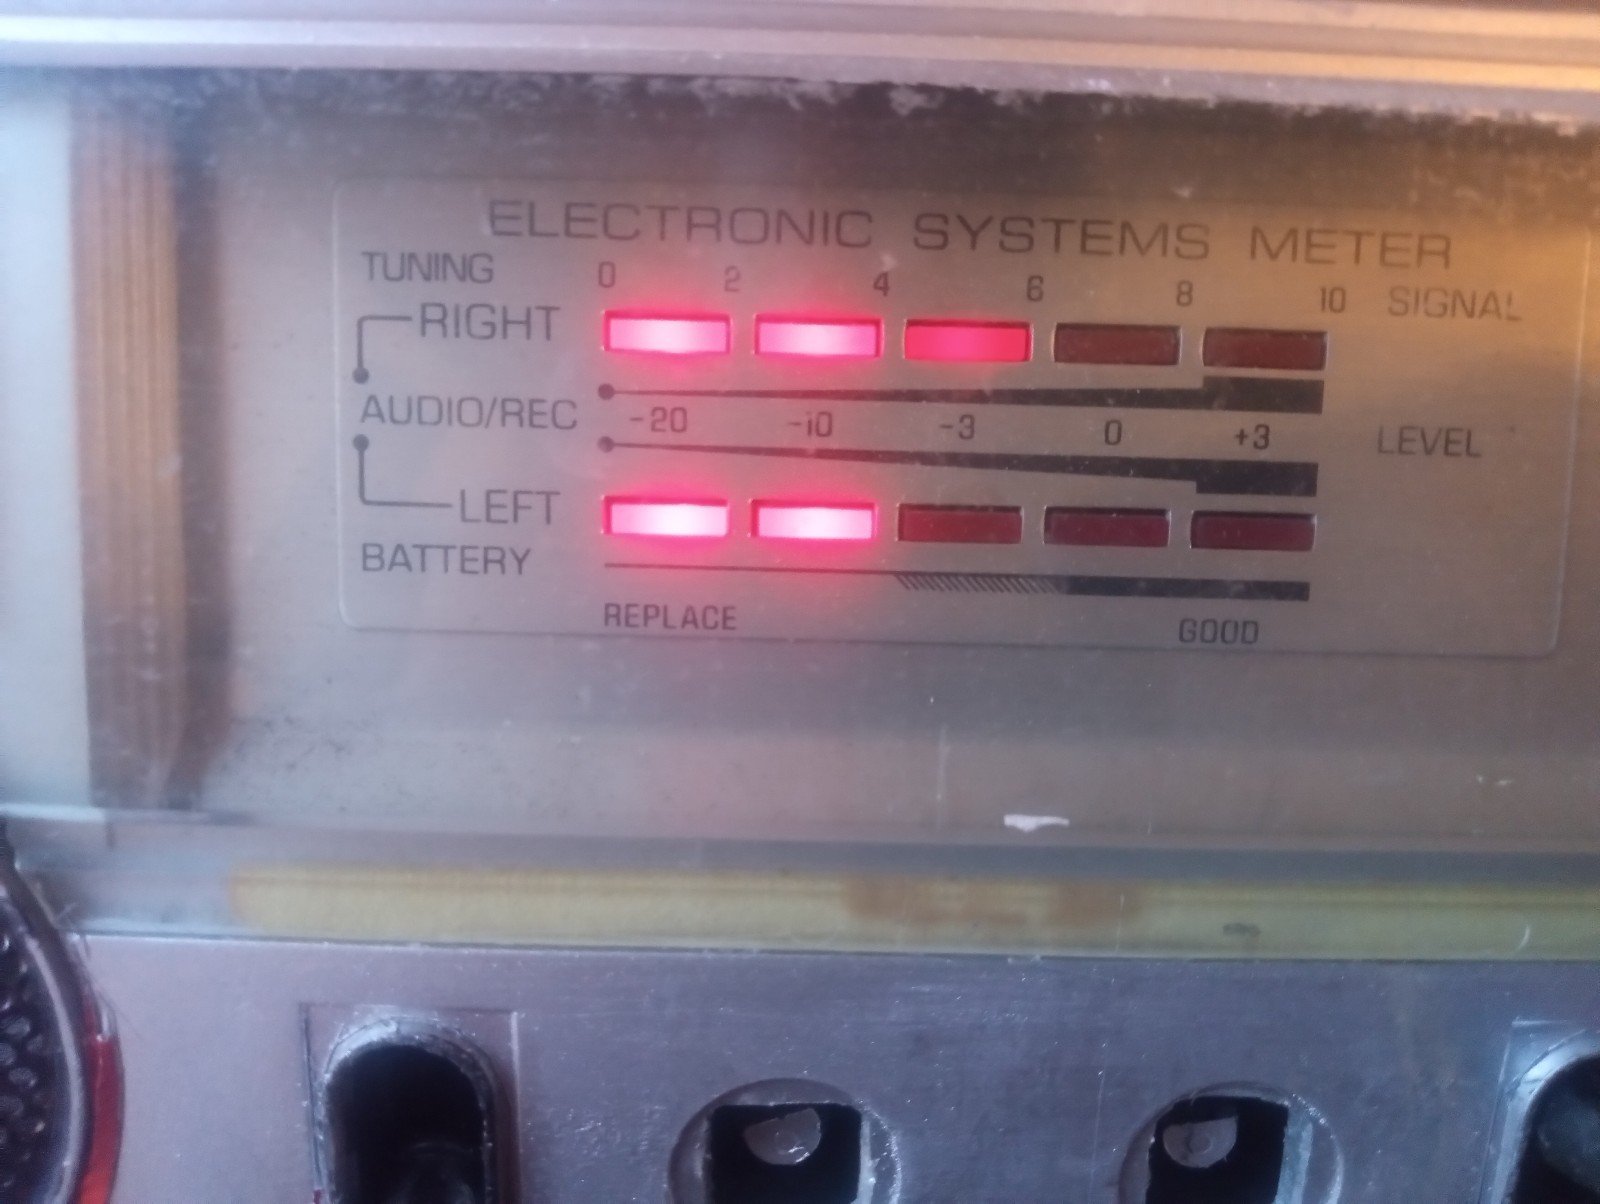 ELECTRONIC SYSTEMS METER
TUNING 0 2 4 6 8 10 SIGNAL
RIGHT
AUDIO/REC -20 -10 -3 0 +3 LEVEL
LEFT
BATTERY
REPLACE GOOD